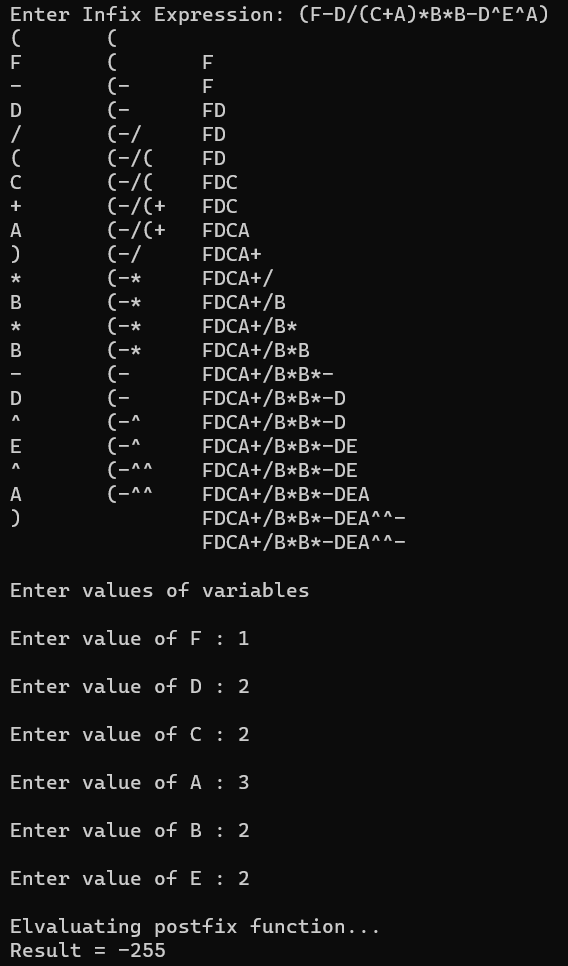 Enter Infix Expression: (F-D/(C+A)*B*B-D^E^A)
( (
F ( F
- (- F
D (- FD
/ (-/ FD
( (-/( FD
C (-/( FDC
+ (-/(+ FDC
A (-/(+ FDCA
) (-/ FDCA+
* (-* FDCA+/
B (-* FDCA+/B
* (-* FDCA+/B*
B (-* FDCA+/B*B
- (- FDCA+/B*B*-
D (- FDCA+/B*B*-D
^ (-^ FDCA+/B*B*-D
E (-^ FDCA+/B*B*-DE
^ (-^^ FDCA+/B*B*-DE
A (-^^ FDCA+/B*B*-DEA
) FDCA+/B*B*-DEA^^-
FDCA+/B*B*-DEA^^-
Enter values of variables
Enter value of F : 1
Enter value of D : 2
Enter value of C : 2
Enter value of A : 3
Enter value of B : 2
Enter value of E : 2
Elvaluating postfix function...
Result = -255